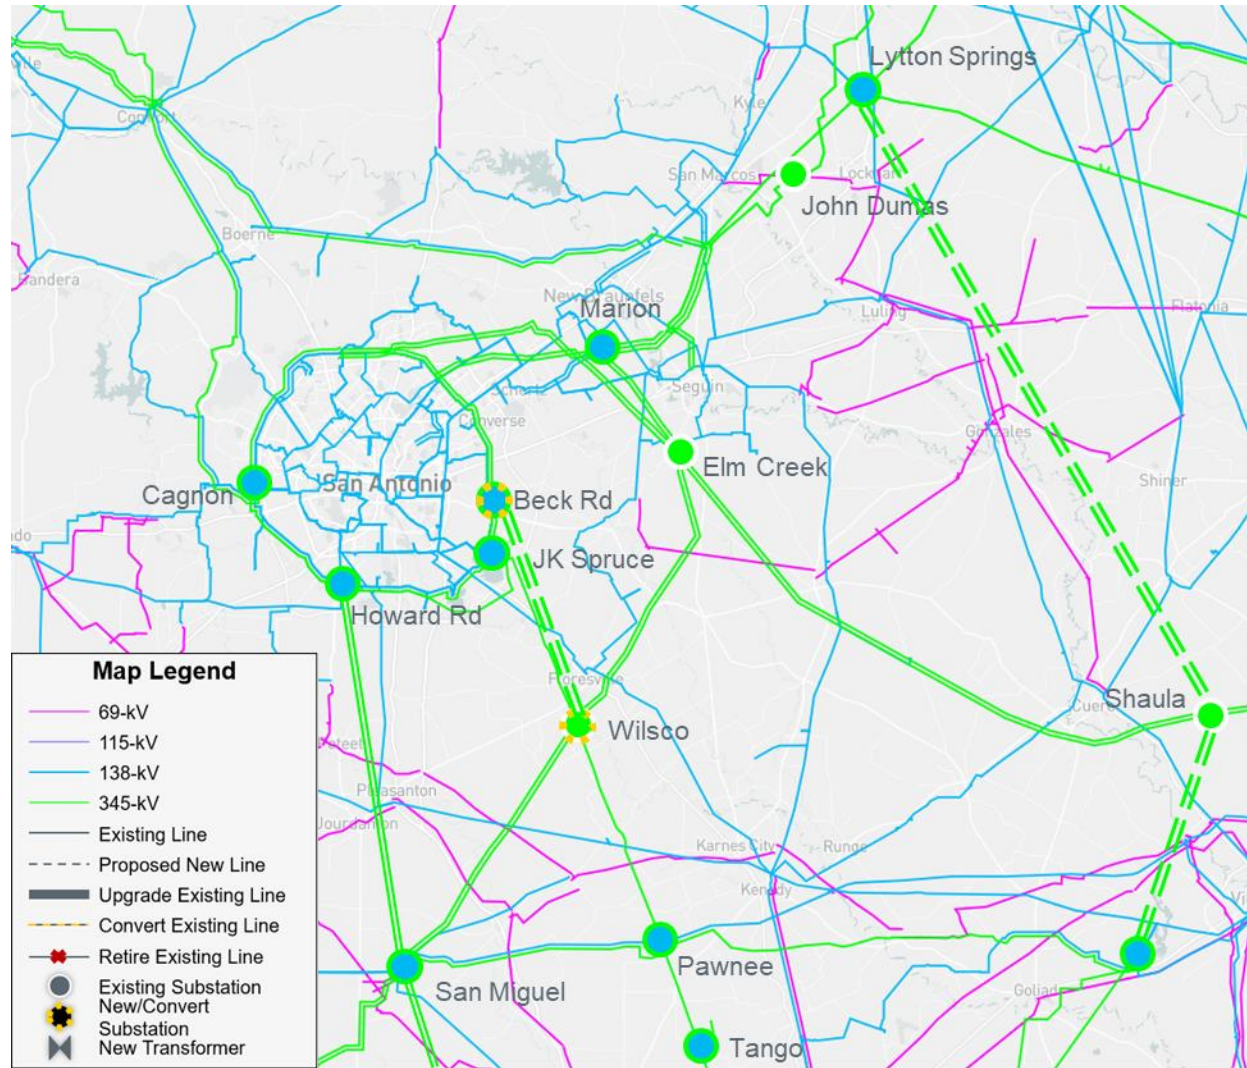 Lytton Springs
Comfort
Kyle
San Marcos
Lockhart
John Dumas
Boerne
Bandera
New Braunfels
Marion
Luling
Flatonia
Schertz
Seguin
Converse
Gonzales
Elm Creek
Shiner
San Antonio
Cagnon
Beck Rd
JK Spruce
Howard Rd
Floresville
Shaula
Cuero
Wilsco
Poteet
Pleasanton
Jourdanton
Karnes City
Runge
Kenedy
Pawnee
San Miguel
Goliad
Tango
Map Legend
69-kV
115-kV
138-kV
345-kV
Existing Line
Proposed New Line
Upgrade Existing Line
Convert Existing Line
Retire Existing Line
Existing Substation
New/Convert
Substation
New Transformer